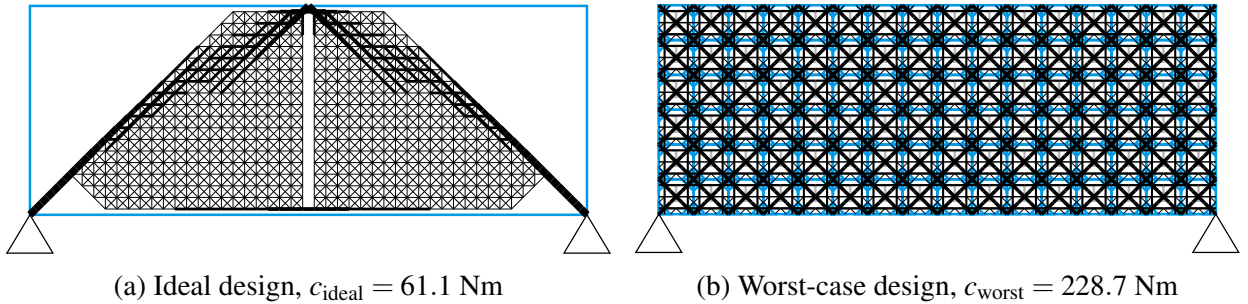 (a) Ideal design, c_ideal = 61.1 Nm
(b) Worst-case design, c_worst = 228.7 Nm